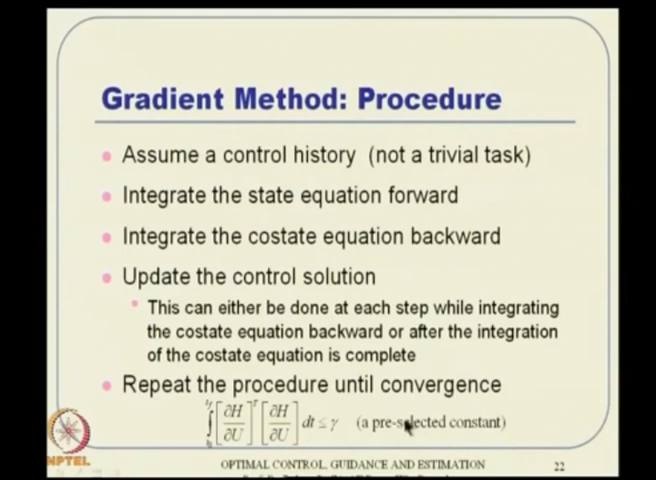 Gradient Method: Procedure
Assume a control history (not a trivial task)
Integrate the state equation forward
Integrate the costate equation backward
Update the control solution
This can either be done at each step while integrating
the costate equation backward or after the integration
of the costate equation is complete
Repeat the procedure until convergence
∫[∂H/∂U]ᵀ[∂H/∂U] dt ≤ γ (a pre-selected constant)
NPTEL
OPTIMAL CONTROL, GUIDANCE AND ESTIMATION
22